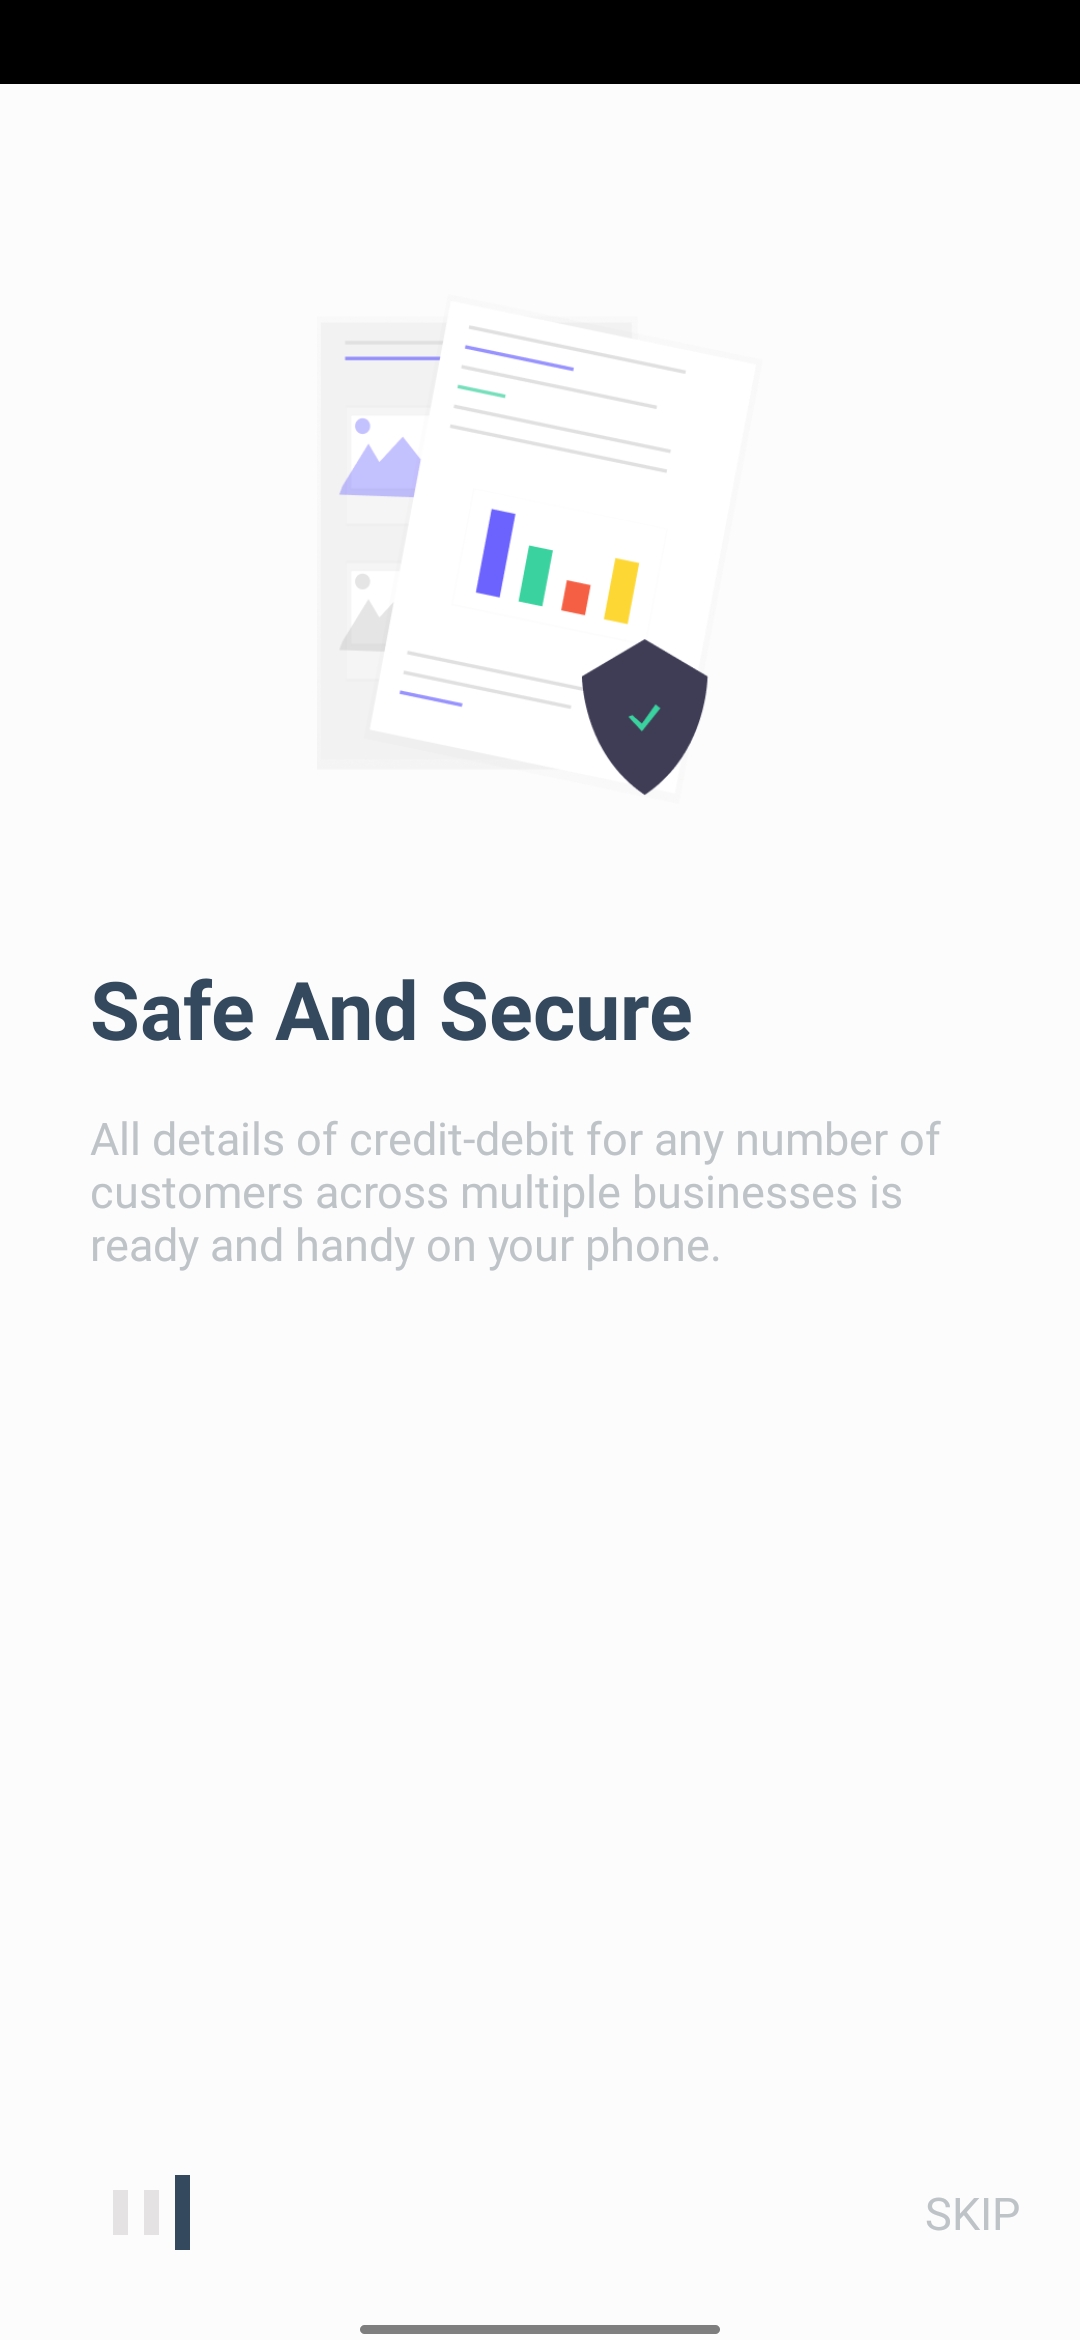 Safe And Secure
All details of credit-debit for any number of
customers across multiple businesses is
ready and handy on your phone.
SKIP